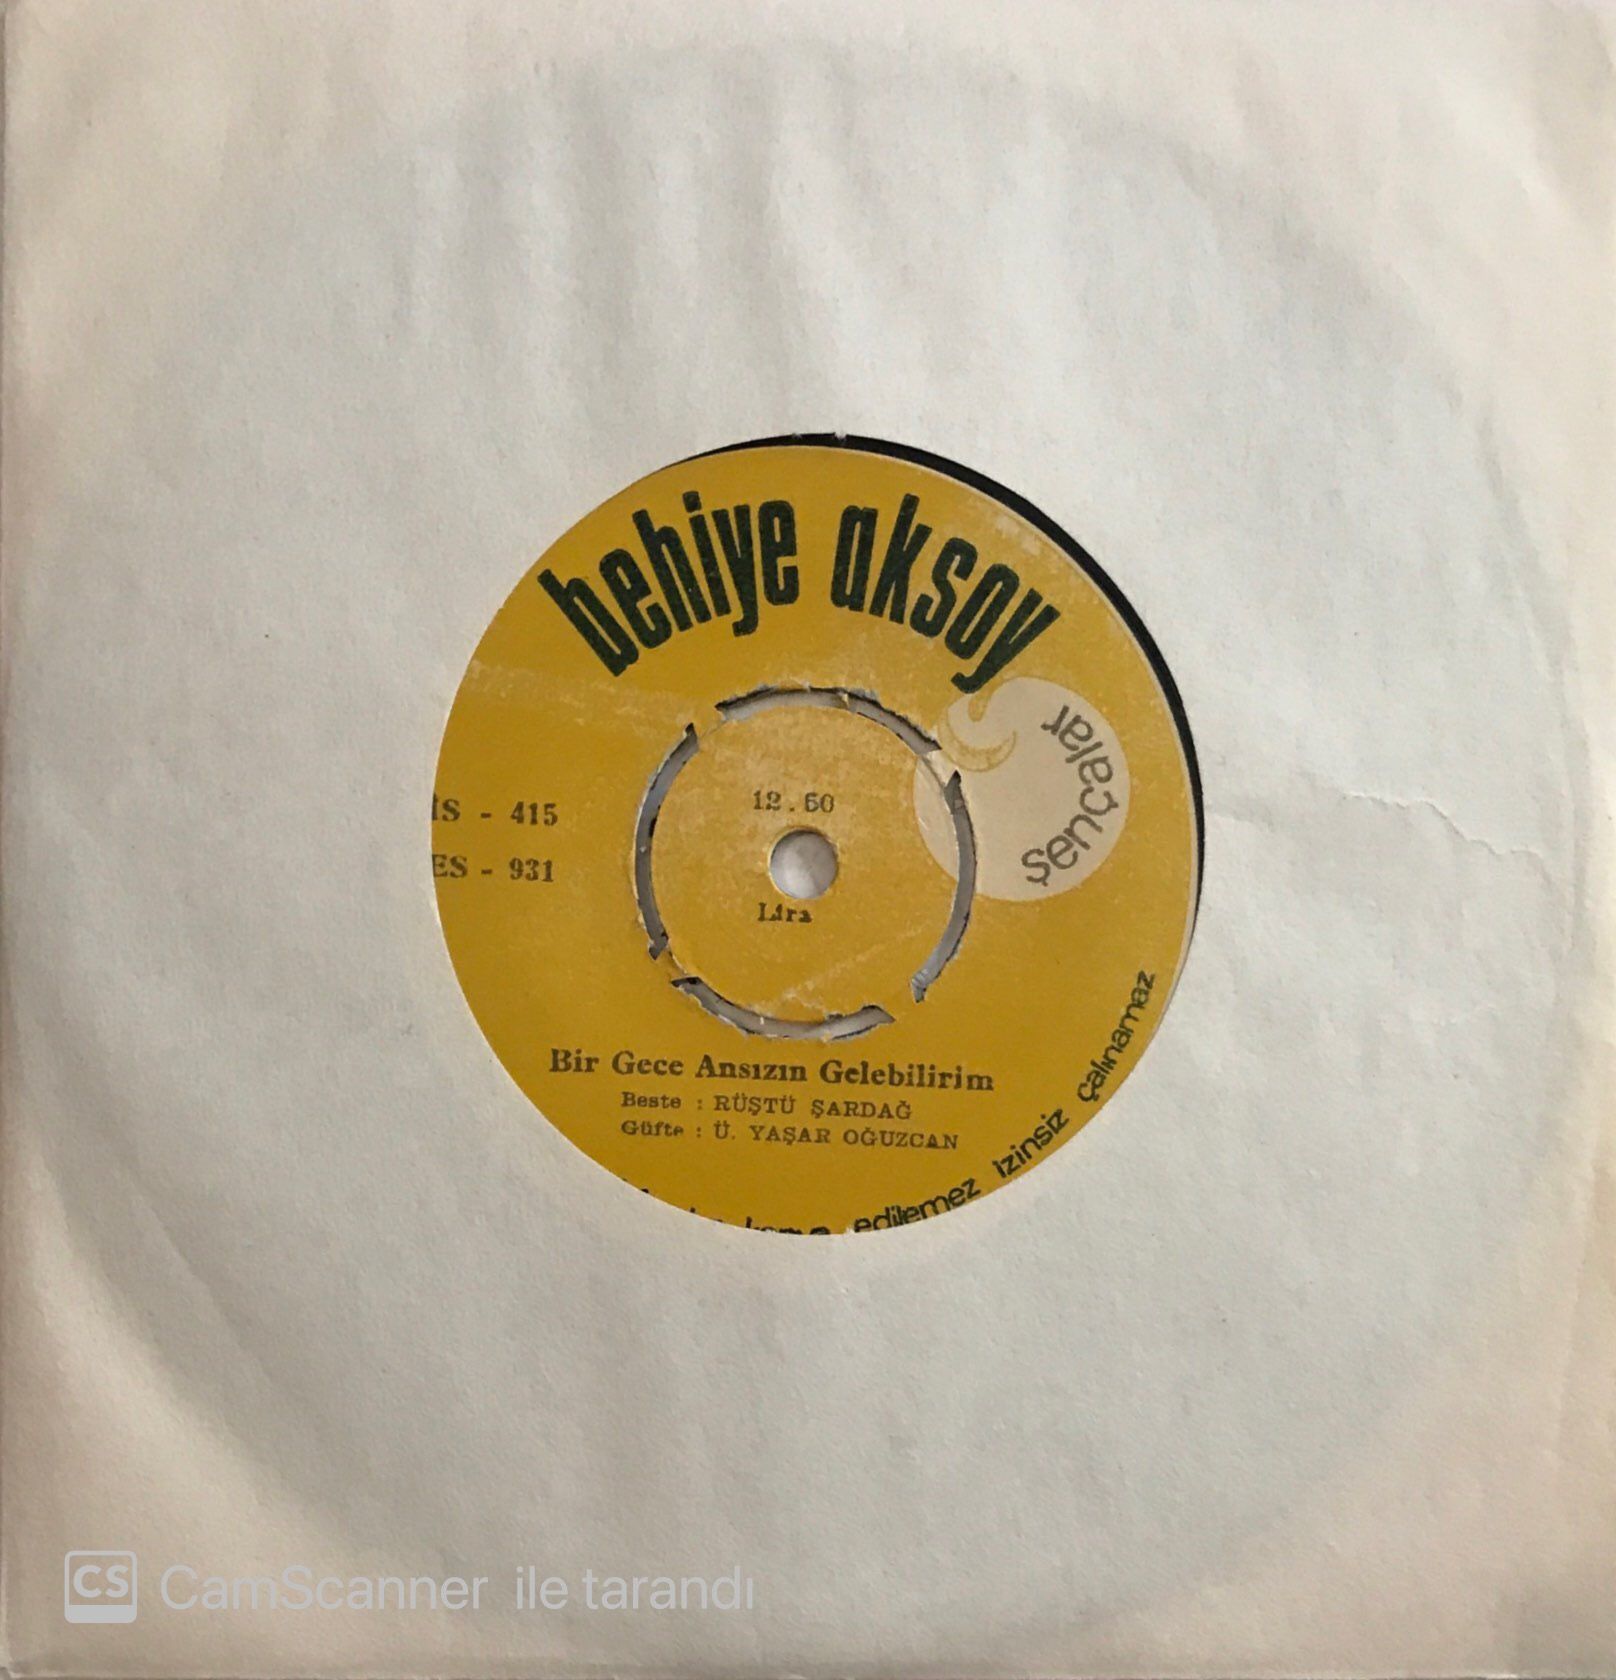 behiye aksoy
şençalar
İS - 415
ES - 931
12.50
Lira
Bir Gece Ansızın Gelebilirim
Beste : RÜŞTÜ ŞARDAĞ
Güfte : Ü. YAŞAR OĞUZCAN
edilemez izinsiz çalınamaz
CS CamScanner ile tarandı